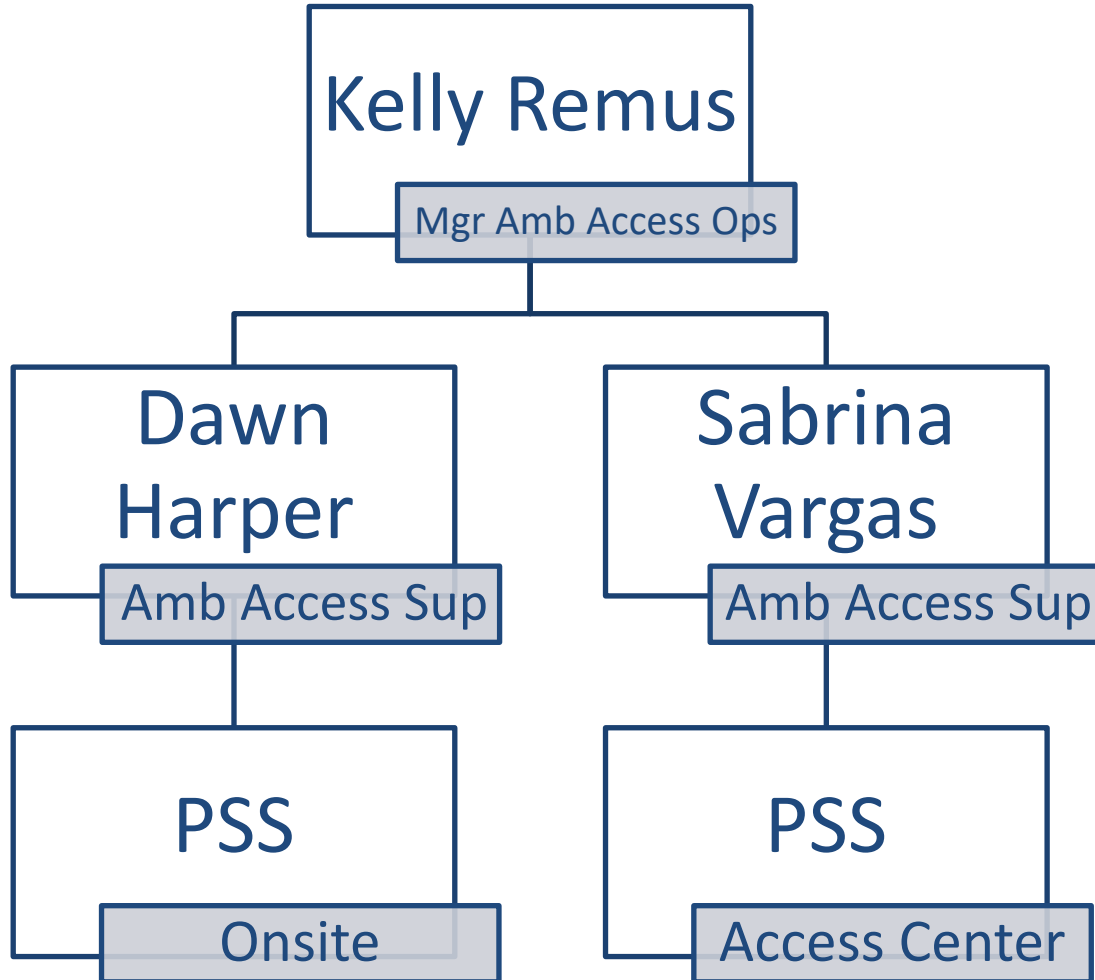 Kelly Remus
Mgr Amb Access Ops
Dawn
Harper
Amb Access Sup
Sabrina
Vargas
Amb Access Sup
PSS
Onsite
PSS
Access Center